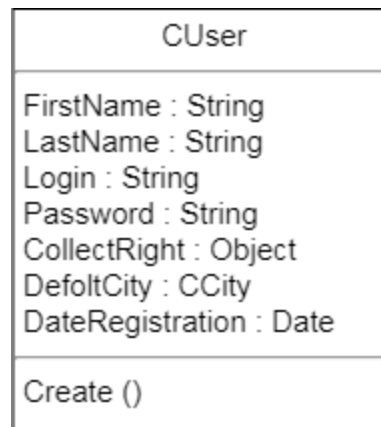 CUser
FirstName : String
LastName : String
Login : String
Password : String
CollectRight : Object
DefoltCity : CCity
DateRegistration : Date
Create ()